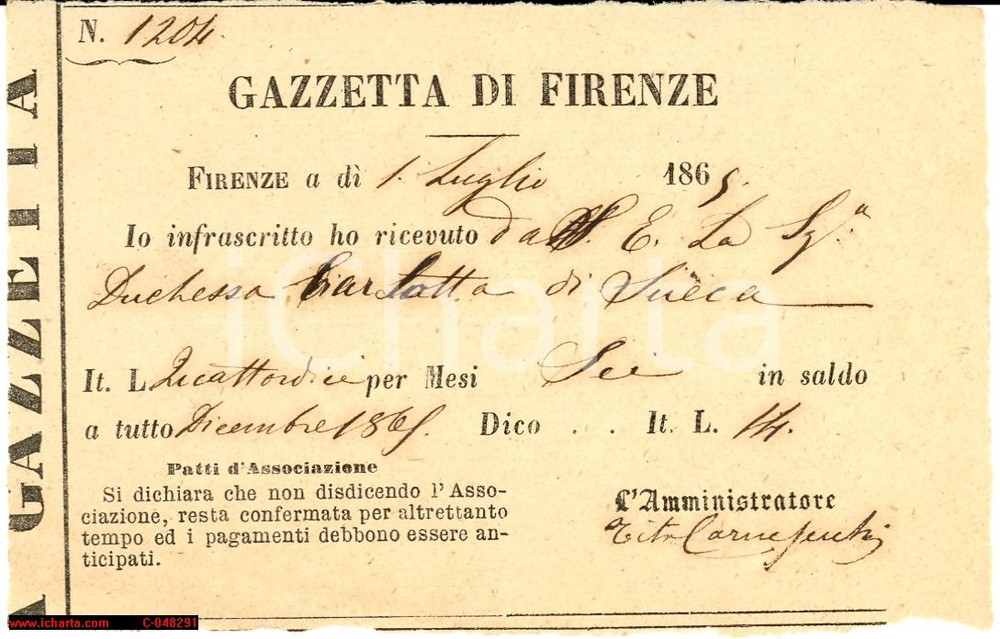 N. 1204.
GAZZETTA DI FIRENZE
FIRENZE a dì 1. Luglio 1865.
Io infrascritto ho ricevuto da S. E. La Sig.ª
Duchessa Carlotta di Sueca
It. L. Quattordici per Mesi Sei in saldo
a tutto Dicembre 1865. Dico . . It. L. 14.
Patti d'Associazione
Si dichiara che non disdicendo l'Asso-
ciazione, resta confermata per altrettanto
tempo ed i pagamenti debbono essere an-
ticipati.
L'Amministratore
Tito
A GAZZETTA
iCharta
www.icharta.com C-048291